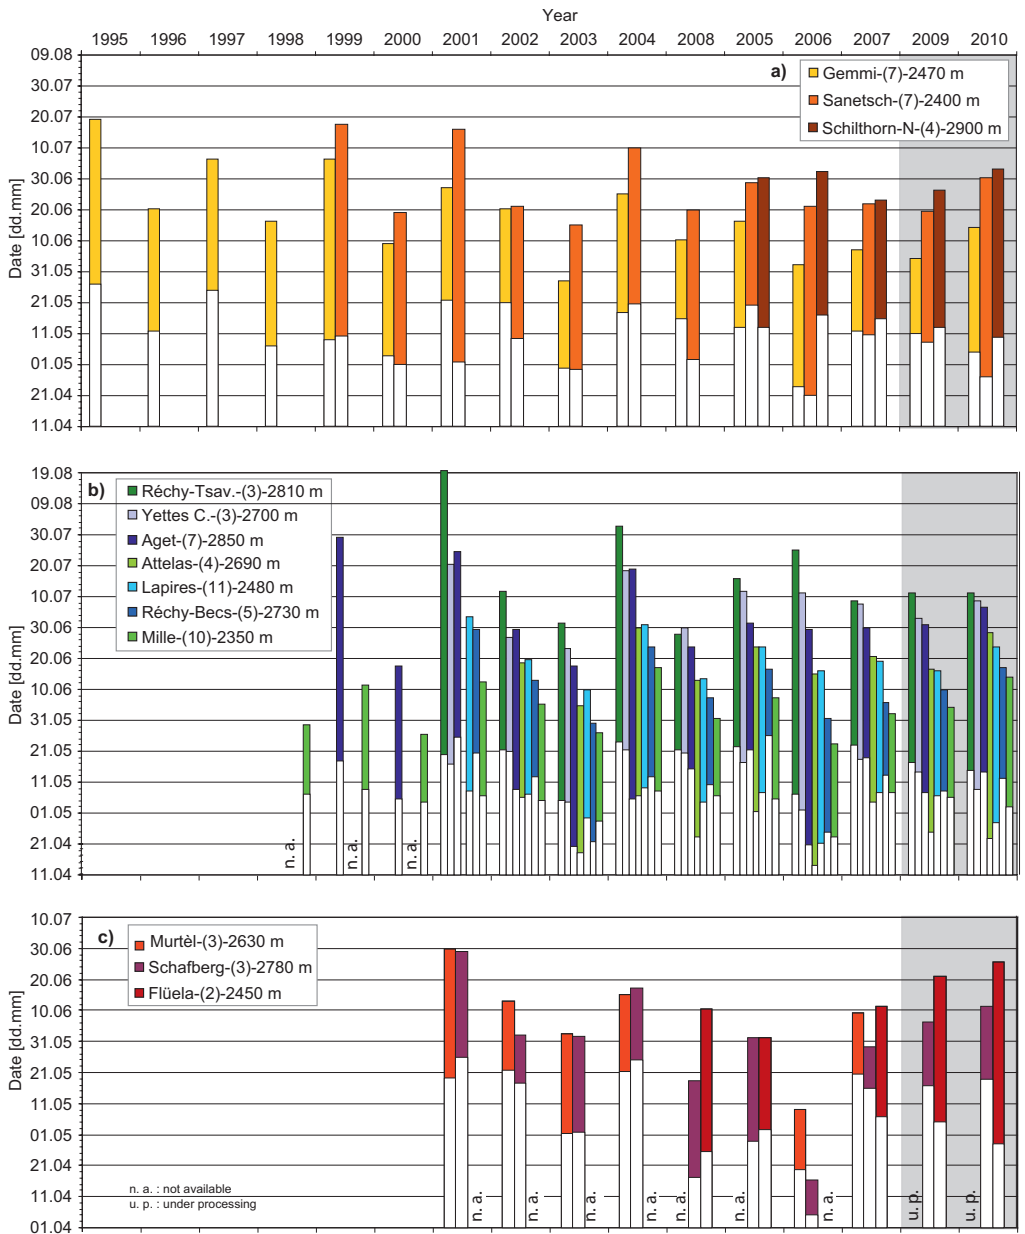 Year
1995 1996 1997 1998 1999 2000 2001 2002 2003 2004 2008 2005 2006 2007 2009 2010
Date [dd.mm]
09.08
30.07
20.07
10.07
30.06
20.06
10.06
31.05
21.05
11.05
01.05
21.04
11.04
a)
Gemmi-(7)-2470 m
Sanetsch-(7)-2400 m
Schilthorn-N-(4)-2900 m
Date [dd.mm]
19.08
09.08
30.07
20.07
10.07
30.06
20.06
10.06
31.05
21.05
11.05
01.05
21.04
11.04
b)
Réchy-Tsav.-(3)-2810 m
Yettes C.-(3)-2700 m
Aget-(7)-2850 m
Attelas-(4)-2690 m
Lapires-(11)-2480 m
Réchy-Becs-(5)-2730 m
Mille-(10)-2350 m
n. a.
n. a.
n. a.
Date [dd.mm]
10.07
30.06
20.06
10.06
31.05
21.05
11.05
01.05
21.04
11.04
01.04
c)
Murtèl-(3)-2630 m
Schafberg-(3)-2780 m
Flüela-(2)-2450 m
n. a. : not available
u. p. : under processing
n. a.
n. a.
n. a.
n. a.
n. a.
n. a.
n. a.
u. p.
u. p.